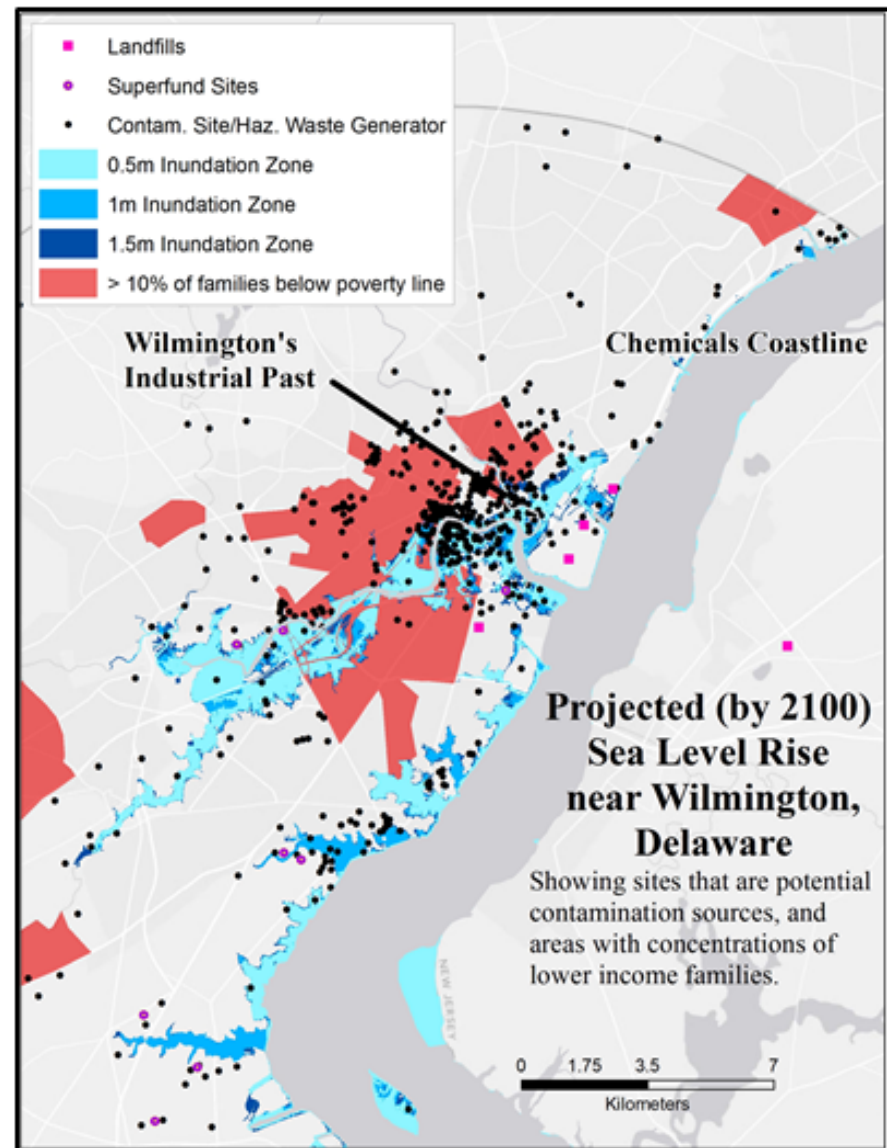 Landfills
Superfund Sites
Contam. Site/Haz. Waste Generator
0.5m Inundation Zone
1m Inundation Zone
1.5m Inundation Zone
> 10% of families below poverty line
Wilmington's
Industrial Past
Chemicals Coastline
Projected (by 2100)
Sea Level Rise
near Wilmington,
Delaware
Showing sites that are potential
contamination sources, and
areas with concentrations of
lower income families.
NEW JERSEY
0 1.75 3.5 7
Kilometers